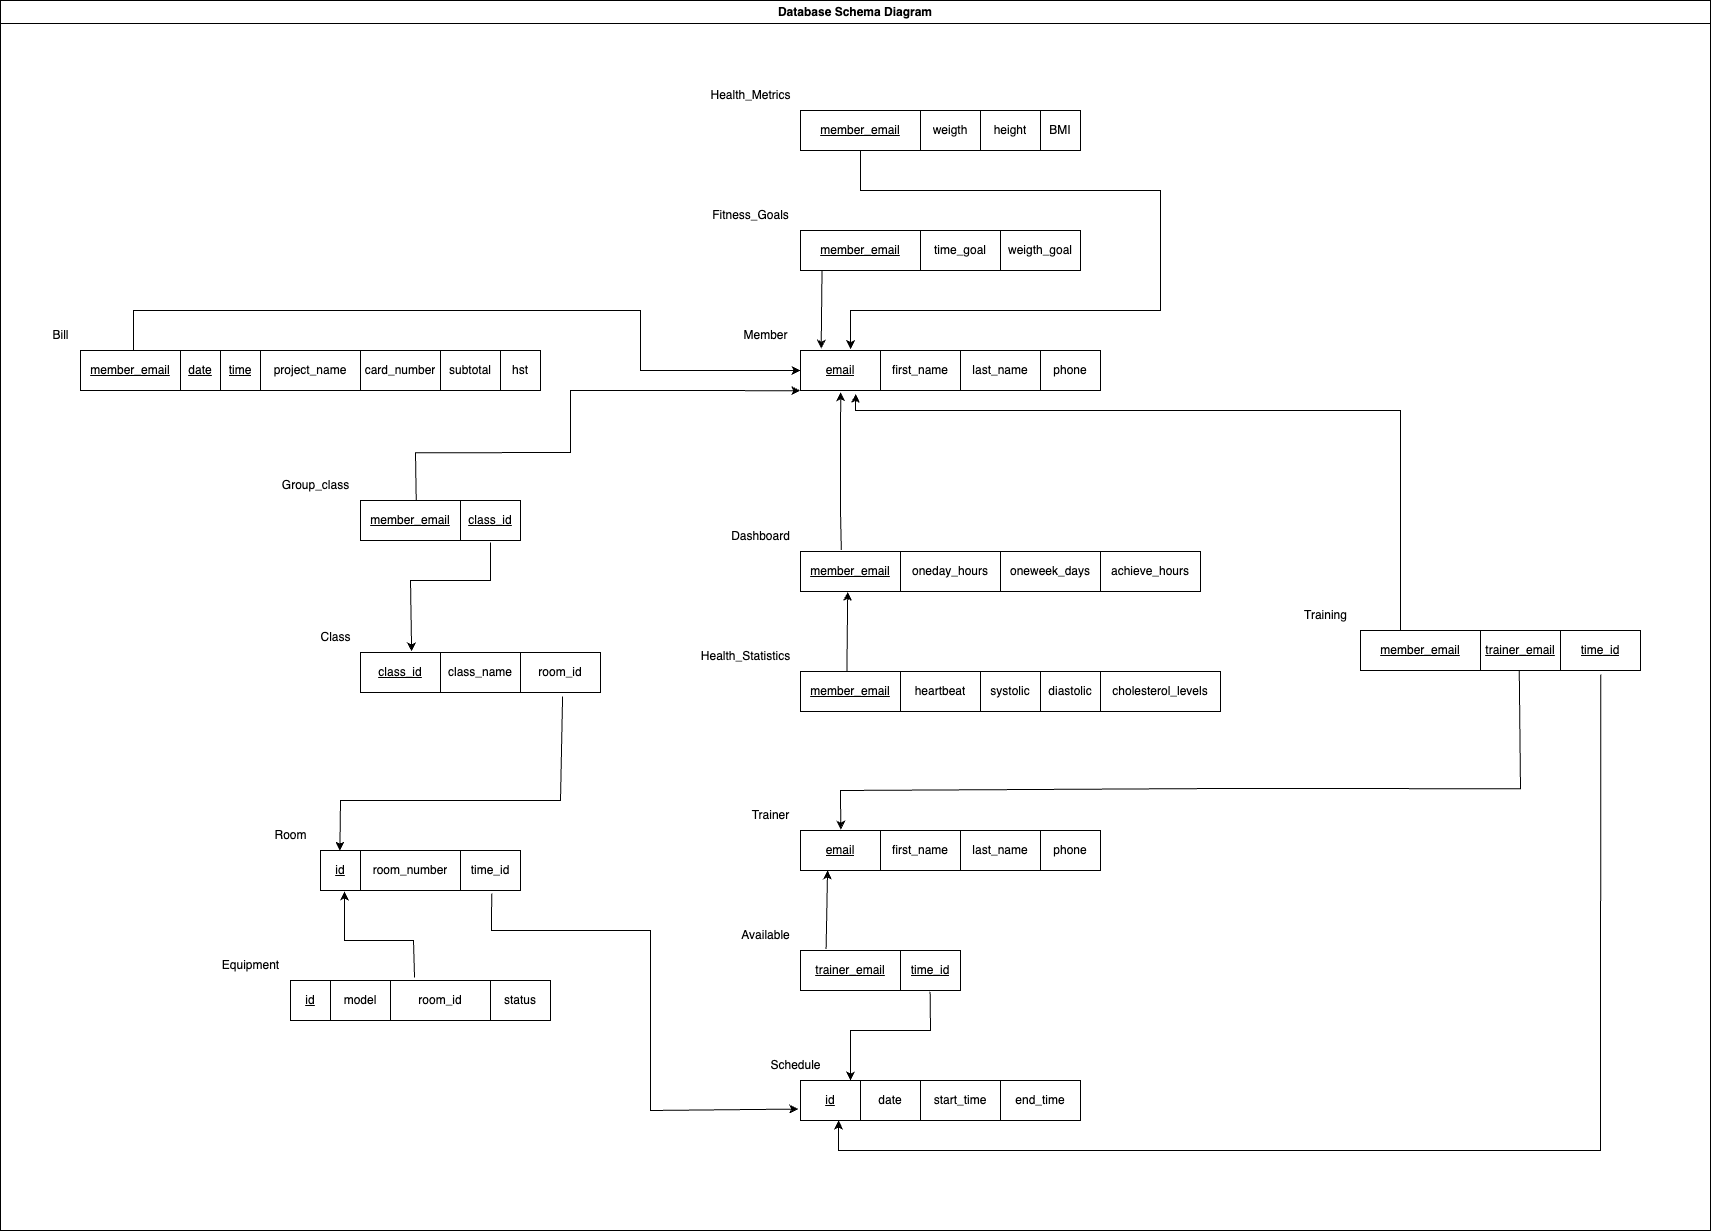 Database Schema Diagram
Health_Metrics
member_email weigth height BMI
Fitness_Goals
member_email time_goal weigth_goal
Bill
member_email date time project_name card_number subtotal hst
Member
email first_name last_name phone
Group_class
member_email class_id
Dashboard
member_email oneday_hours oneweek_days achieve_hours
Training
member_email trainer_email time_id
Class
class_id class_name room_id
Health_Statistics
member_email heartbeat systolic diastolic cholesterol_levels
Trainer
email first_name last_name phone
Room
id room_number time_id
Available
trainer_email time_id
Equipment
id model room_id status
Schedule
id date start_time end_time